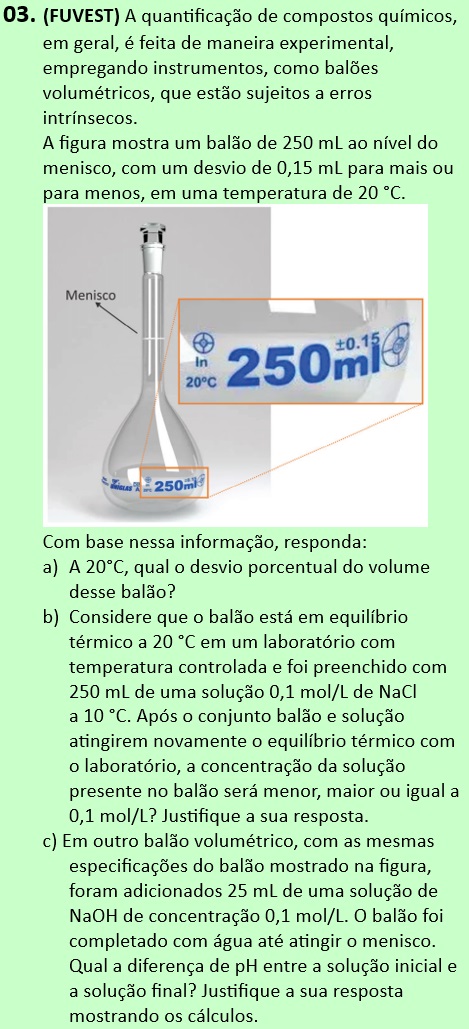 03. (FUVEST) A quantificação de compostos químicos,
em geral, é feita de maneira experimental,
empregando instrumentos, como balões
volumétricos, que estão sujeitos a erros
intrínsecos.
A figura mostra um balão de 250 mL ao nível do
menisco, com um desvio de 0,15 mL para mais ou
para menos, em uma temperatura de 20 °C.
Menisco
±0.15
In
20°C 250ml
250ml
Com base nessa informação, responda:
a) A 20°C, qual o desvio porcentual do volume
desse balão?
b) Considere que o balão está em equilíbrio
térmico a 20 °C em um laboratório com
temperatura controlada e foi preenchido com
250 mL de uma solução 0,1 mol/L de NaCl
a 10 °C. Após o conjunto balão e solução
atingirem novamente o equilíbrio térmico com
o laboratório, a concentração da solução
presente no balão será menor, maior ou igual a
0,1 mol/L? Justifique a sua resposta.
c) Em outro balão volumétrico, com as mesmas
especificações do balão mostrado na figura,
foram adicionados 25 mL de uma solução de
NaOH de concentração 0,1 mol/L. O balão foi
completado com água até atingir o menisco.
Qual a diferença de pH entre a solução inicial e
a solução final? Justifique a sua resposta
mostrando os cálculos.